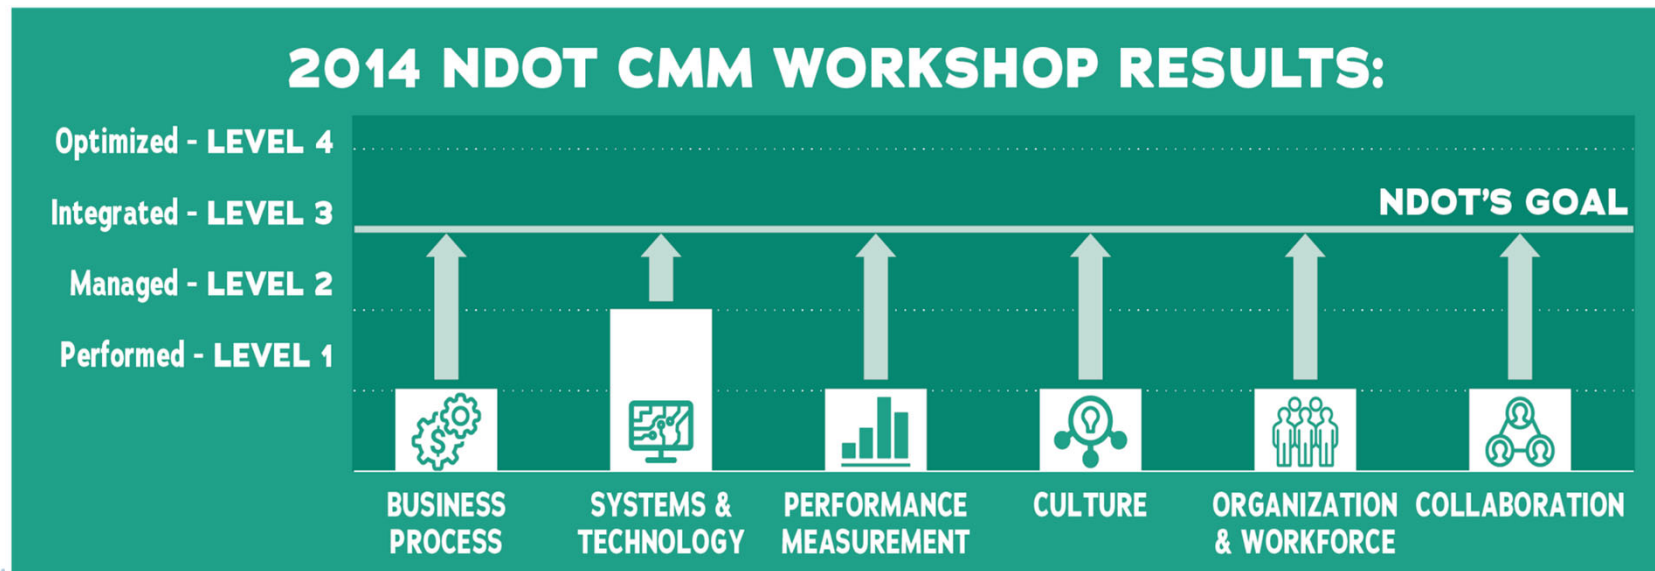 2014 NDOT CMM WORKSHOP RESULTS:
Optimized - LEVEL 4
Integrated - LEVEL 3
NDOT'S GOAL
Managed - LEVEL 2
Performed - LEVEL 1
$
BUSINESS
PROCESS
SYSTEMS &
TECHNOLOGY
PERFORMANCE
MEASUREMENT
CULTURE
ORGANIZATION
& WORKFORCE
COLLABORATION